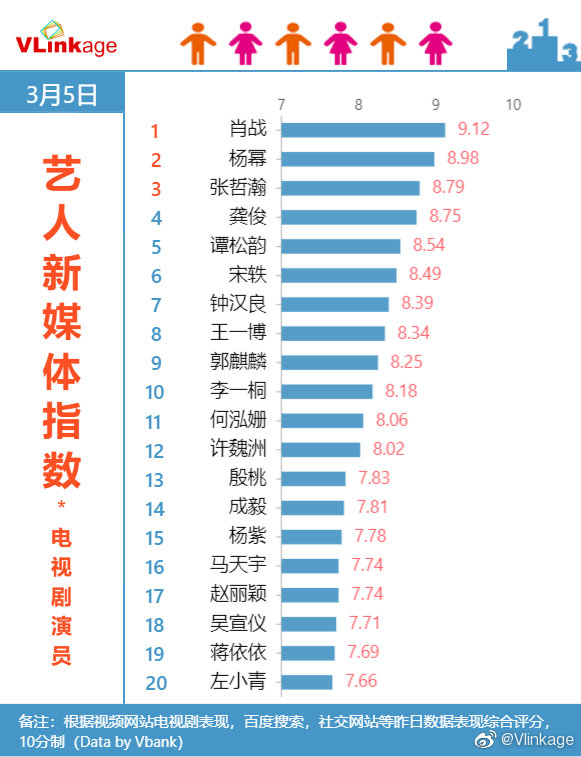 VLinkage
1
2
3
3月5日
艺人新媒体指数
*
电视剧演员
7 8 9 10
1 肖战 9.12
2 杨幂 8.98
3 张哲瀚 8.79
4 龚俊 8.75
5 谭松韵 8.54
6 宋轶 8.49
7 钟汉良 8.39
8 王一博 8.34
9 郭麒麟 8.25
10 李一桐 8.18
11 何泓姗 8.06
12 许魏洲 8.02
13 殷桃 7.83
14 成毅 7.81
15 杨紫 7.78
16 马天宇 7.74
17 赵丽颖 7.74
18 吴宣仪 7.71
19 蒋依依 7.69
20 左小青 7.66
备注：根据视频网站电视剧表现，百度搜索，社交网站等昨日数据表现综合评分，
10分制（Data by Vbank）
@Vlinkage